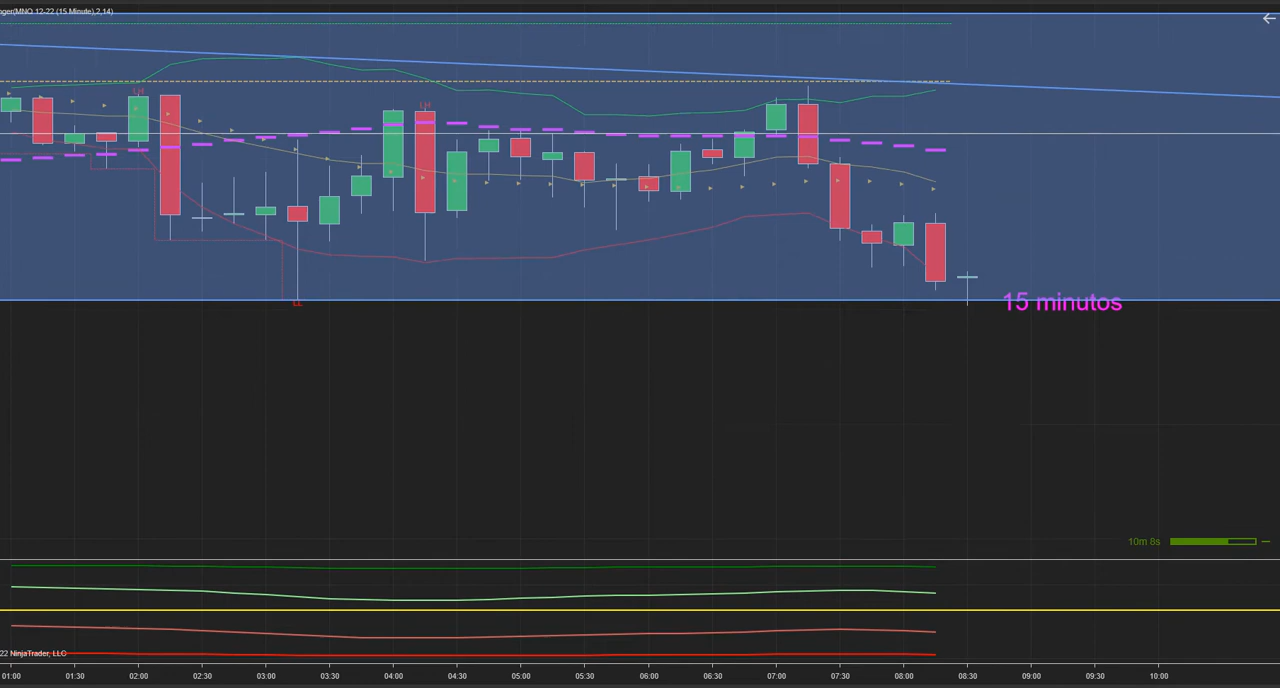 nger(MNO 12-22 (15 Minute),2,14)
LH
LH
LL
15 minutos
10m 8s
22 NinjaTrader, LLC
01:00 01:30 02:00 02:30 03:00 03:30 04:00 04:30 05:00 05:30 06:00 06:30 07:00 07:30 08:00 08:30 09:00 09:30 10:00